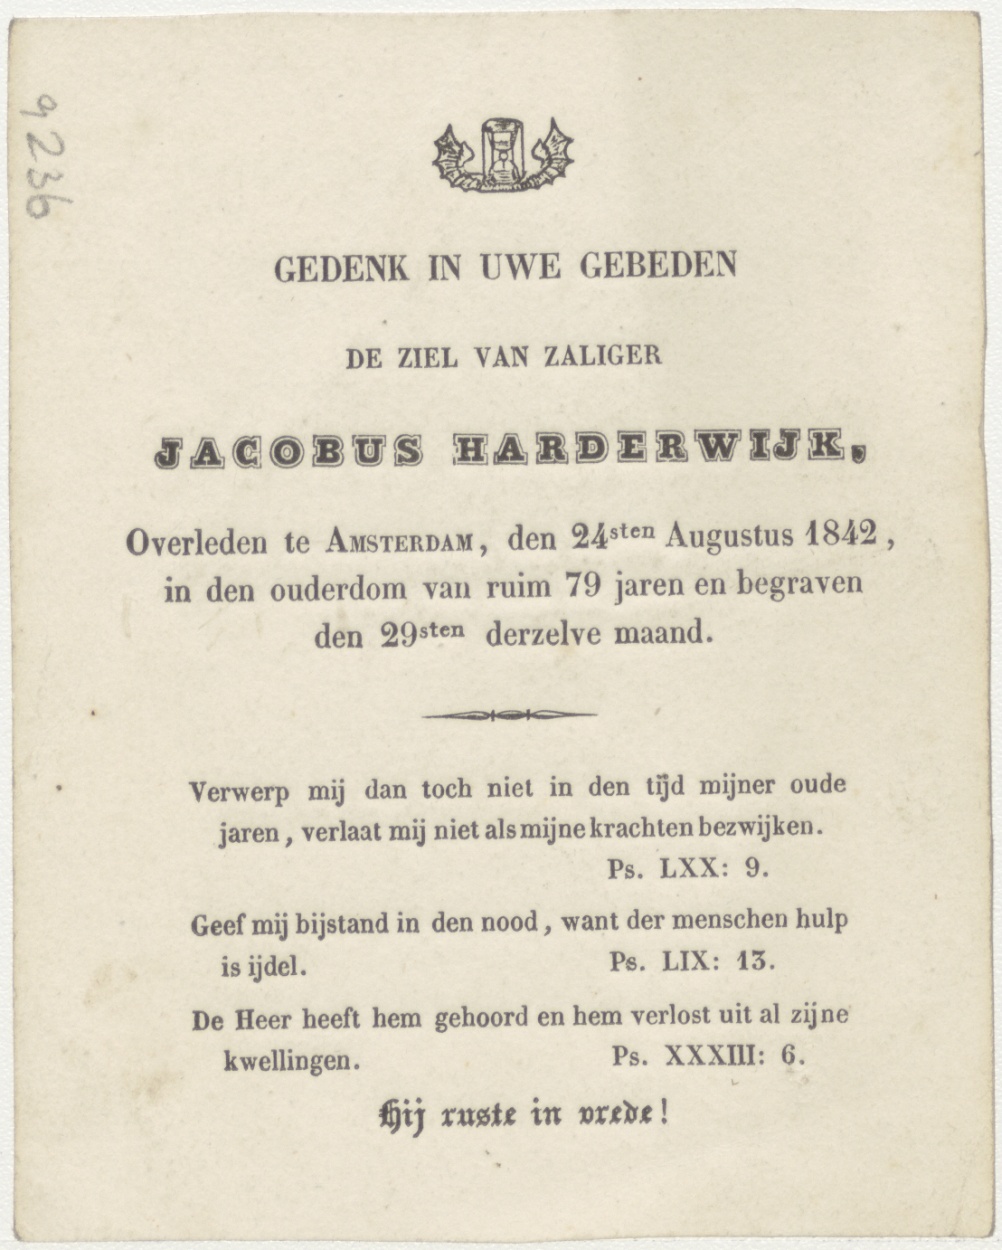 9236
GEDENK IN UWE GEBEDEN
DE ZIEL VAN ZALIGER
JACOBUS HARDERWIJK,
Overleden te AMSTERDAM, den 24sten Augustus 1842,
in den ouderdom van ruim 79 jaren en begraven
den 29sten derzelve maand.
Verwerp mij dan toch niet in den tijd mijner oude
jaren, verlaat mij niet als mijne krachten bezwijken.
Ps. LXX: 9.
Geef mij bijstand in den nood, want der menschen hulp
is ijdel. Ps. LIX: 13.
De Heer heeft hem gehoord en hem verlost uit al zijne
kwellingen. Ps. XXXIII: 6.
Hij ruste in vrede!